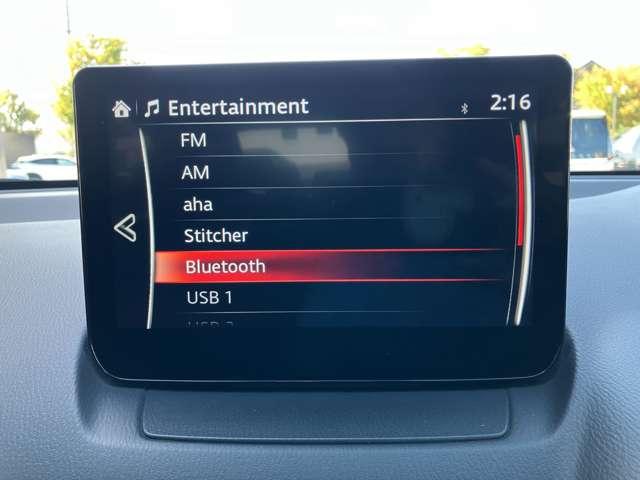 Entertainment 2:16
FM
AM
aha
Stitcher
Bluetooth
USB 1